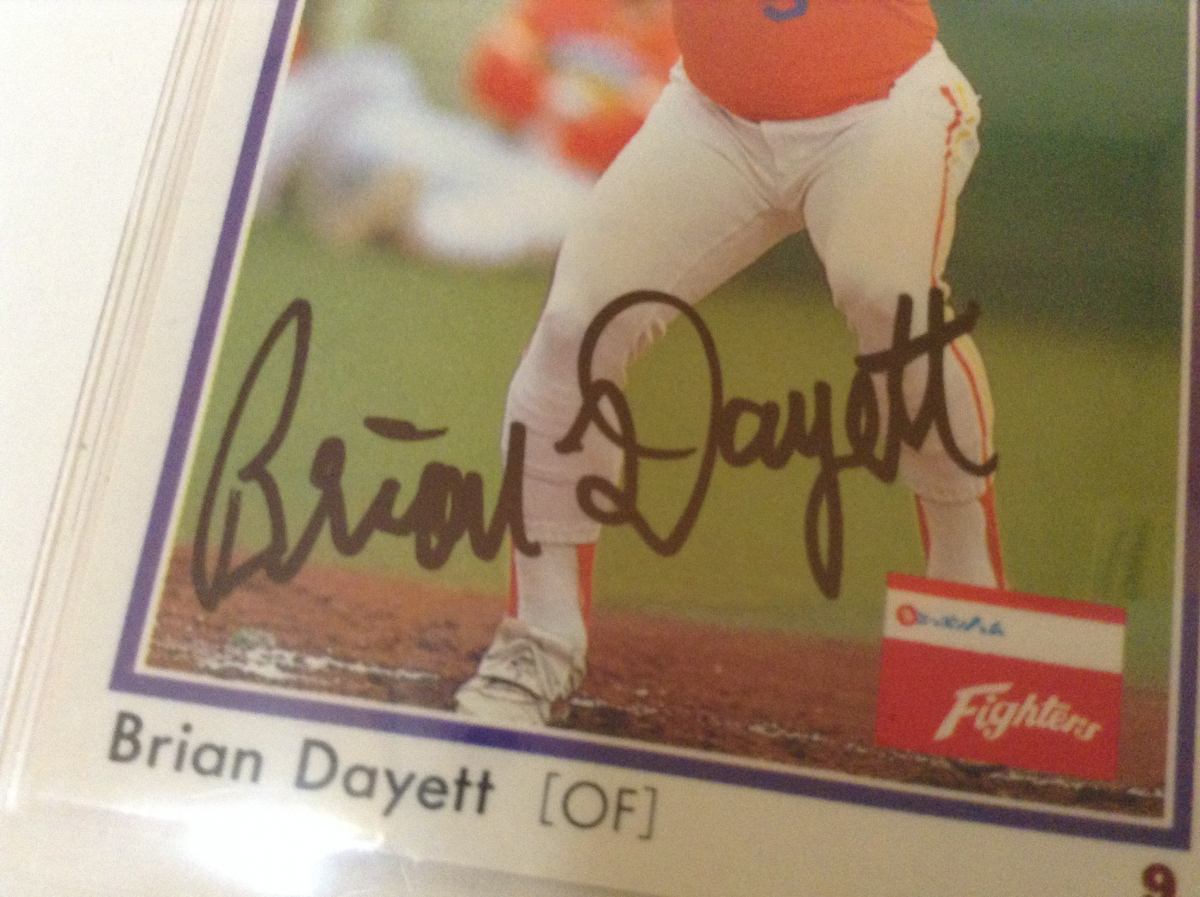 Brian Dayett
Fighters
Brian Dayett [OF]
9